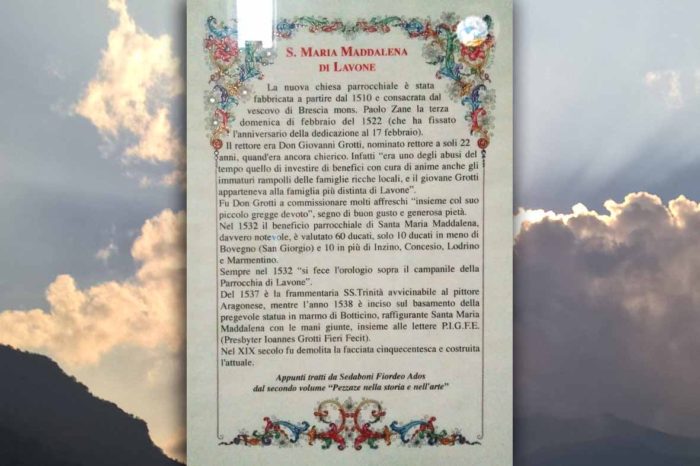 S. MARIA MADDALENA
DI LAVONE
La nuova chiesa parrocchiale è stata
fabbricata a partire dal 1510 e consacrata dal
vescovo di Brescia mons. Paolo Zane la terza
domenica di febbraio del 1522 (che ha fissato
l'anniversario della dedicazione al 17 febbraio).
Il rettore era Don Giovanni Grotti, nominato rettore a soli 22
anni, quand'era ancora chierico. Infatti “era uno degli abusi del
tempo quello di investire di benefici con cura di anime anche gli
immaturi rampolli delle famiglie ricche locali, e il giovane Grotti
apparteneva alla famiglia più distinta di Lavone”.
Fu Don Grotti a commissionare molti affreschi “insieme col suo
piccolo gregge devoto”, segno di buon gusto e generosa pietà.
Nel 1532 il beneficio parrocchiale di Santa Maria Maddalena,
davvero notevole, è valutato 60 ducati, solo 10 ducati in meno di
Bovegno (San Giorgio) e 10 in più di Inzino, Concesio, Lodrino
e Marmentino.
Sempre nel 1532 “si fece l'orologio sopra il campanile della
Parrocchia di Lavone”.
Del 1537 è la frammentaria SS.Trinità avvicinabile al pittore
Aragonese, mentre l'anno 1538 è inciso sul basamento della
pregevole statua in marmo di Botticino, raffigurante Santa Maria
Maddalena con le mani giunte, insieme alle lettere P.I.G.F.E.
(Presbyter Ioannes Grotti Fieri Fecit).
Nel XIX secolo fu demolita la facciata cinquecentesca e costruita
l'attuale.
Appunti tratti da Sedaboni Fiordeo Ados
dal secondo volume “Pezzaze nella storia e nell'arte”